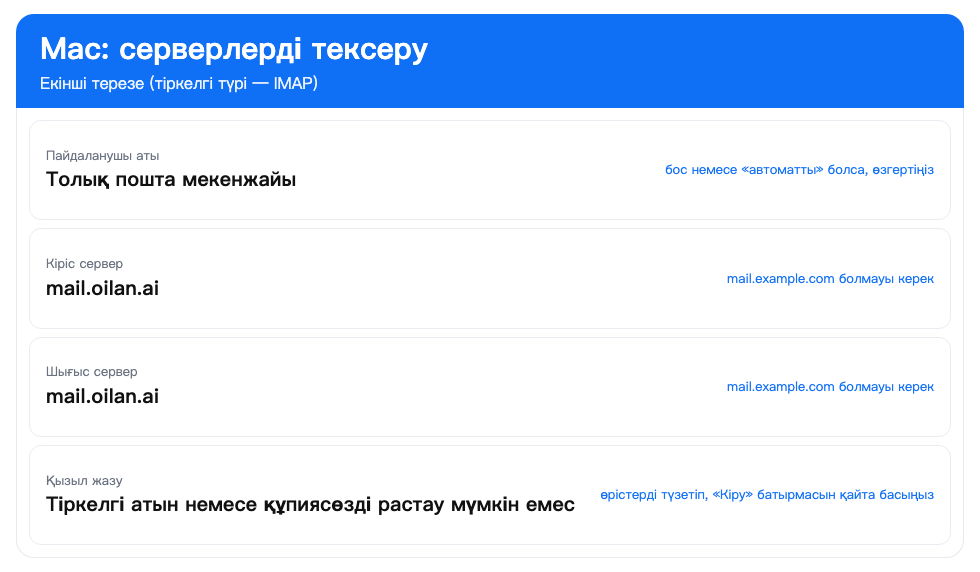 Mac: серверлерді тексеру
Екінші терезе (тіркелгі түрі — IMAP)
Пайдаланушы аты
Толық пошта мекенжайы
бос немесе «автоматты» болса, өзгертіңіз
Кіріс сервер
mail.oilan.ai
mail.example.com болмауы керек
Шығыс сервер
mail.oilan.ai
mail.example.com болмауы керек
Қызыл жазу
Тіркелгі атын немесе құпиясөзді растау мүмкін емес
өрістерді түзетіп, «Кіру» батырмасын қайта басыңыз